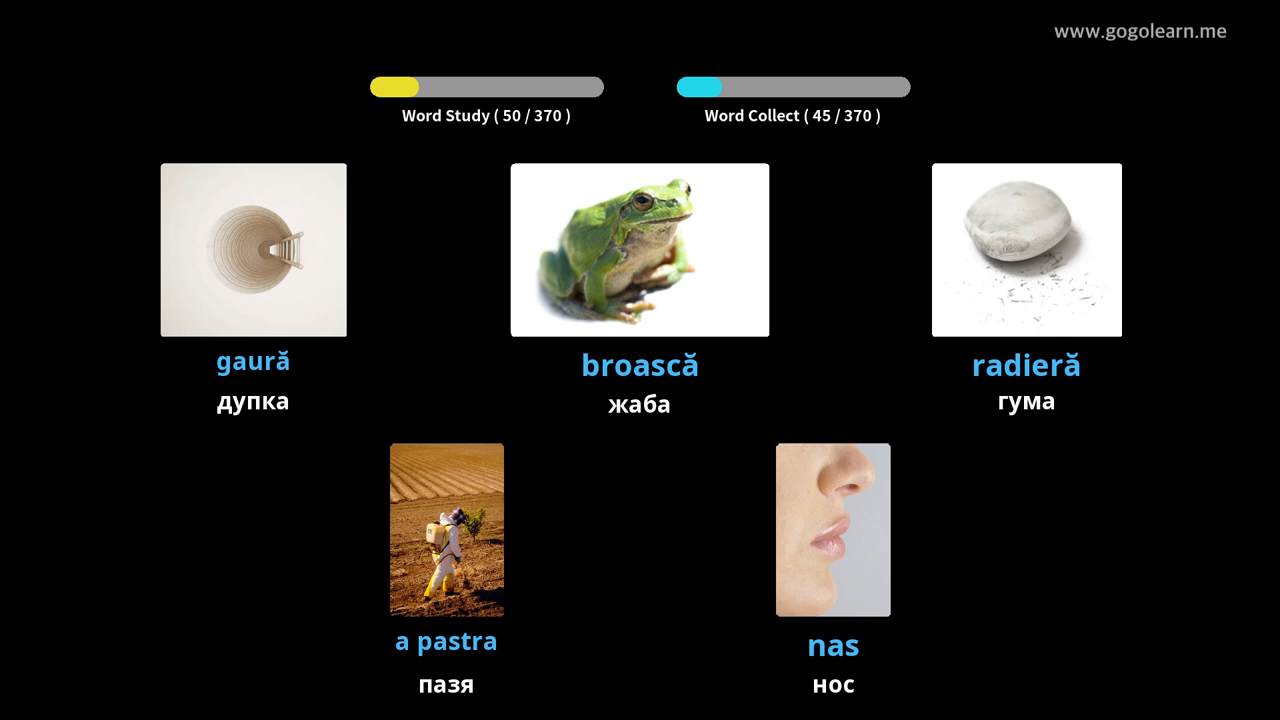 www.gogolearn.me
Word Study ( 50 / 370 )
Word Collect ( 45 / 370 )
gaură
дупка
broască
жаба
radieră
гума
a pastra
пазя
nas
нос